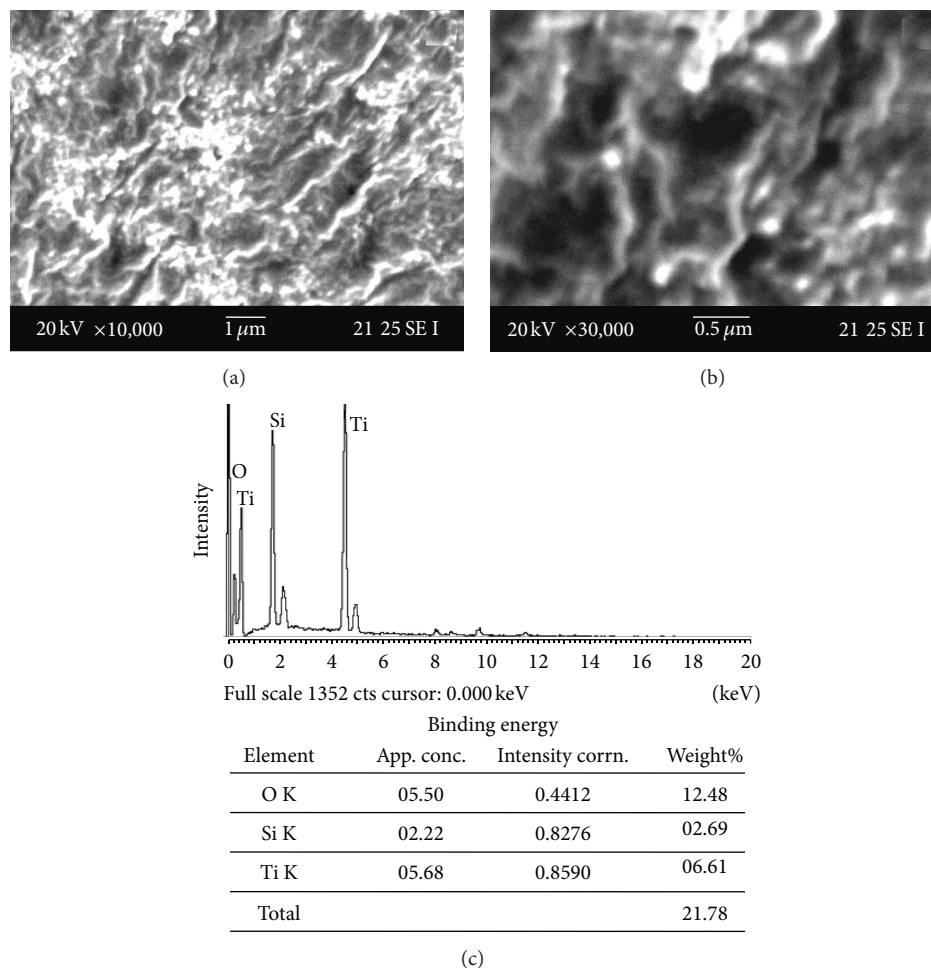 20 kV ×10,000 1 μm 21 25 SE I
(a)
20 kV ×30,000 0.5 μm 21 25 SE I
(b)
Si
Ti
O
Ti
Intensity
0 2 4 6 8 10 12 14 16 18 20
Full scale 1352 cts cursor: 0.000 keV (keV)
Binding energy
Element App. conc. Intensity corrn. Weight%
O K 05.50 0.4412 12.48
Si K 02.22 0.8276 02.69
Ti K 05.68 0.8590 06.61
Total 21.78
(c)